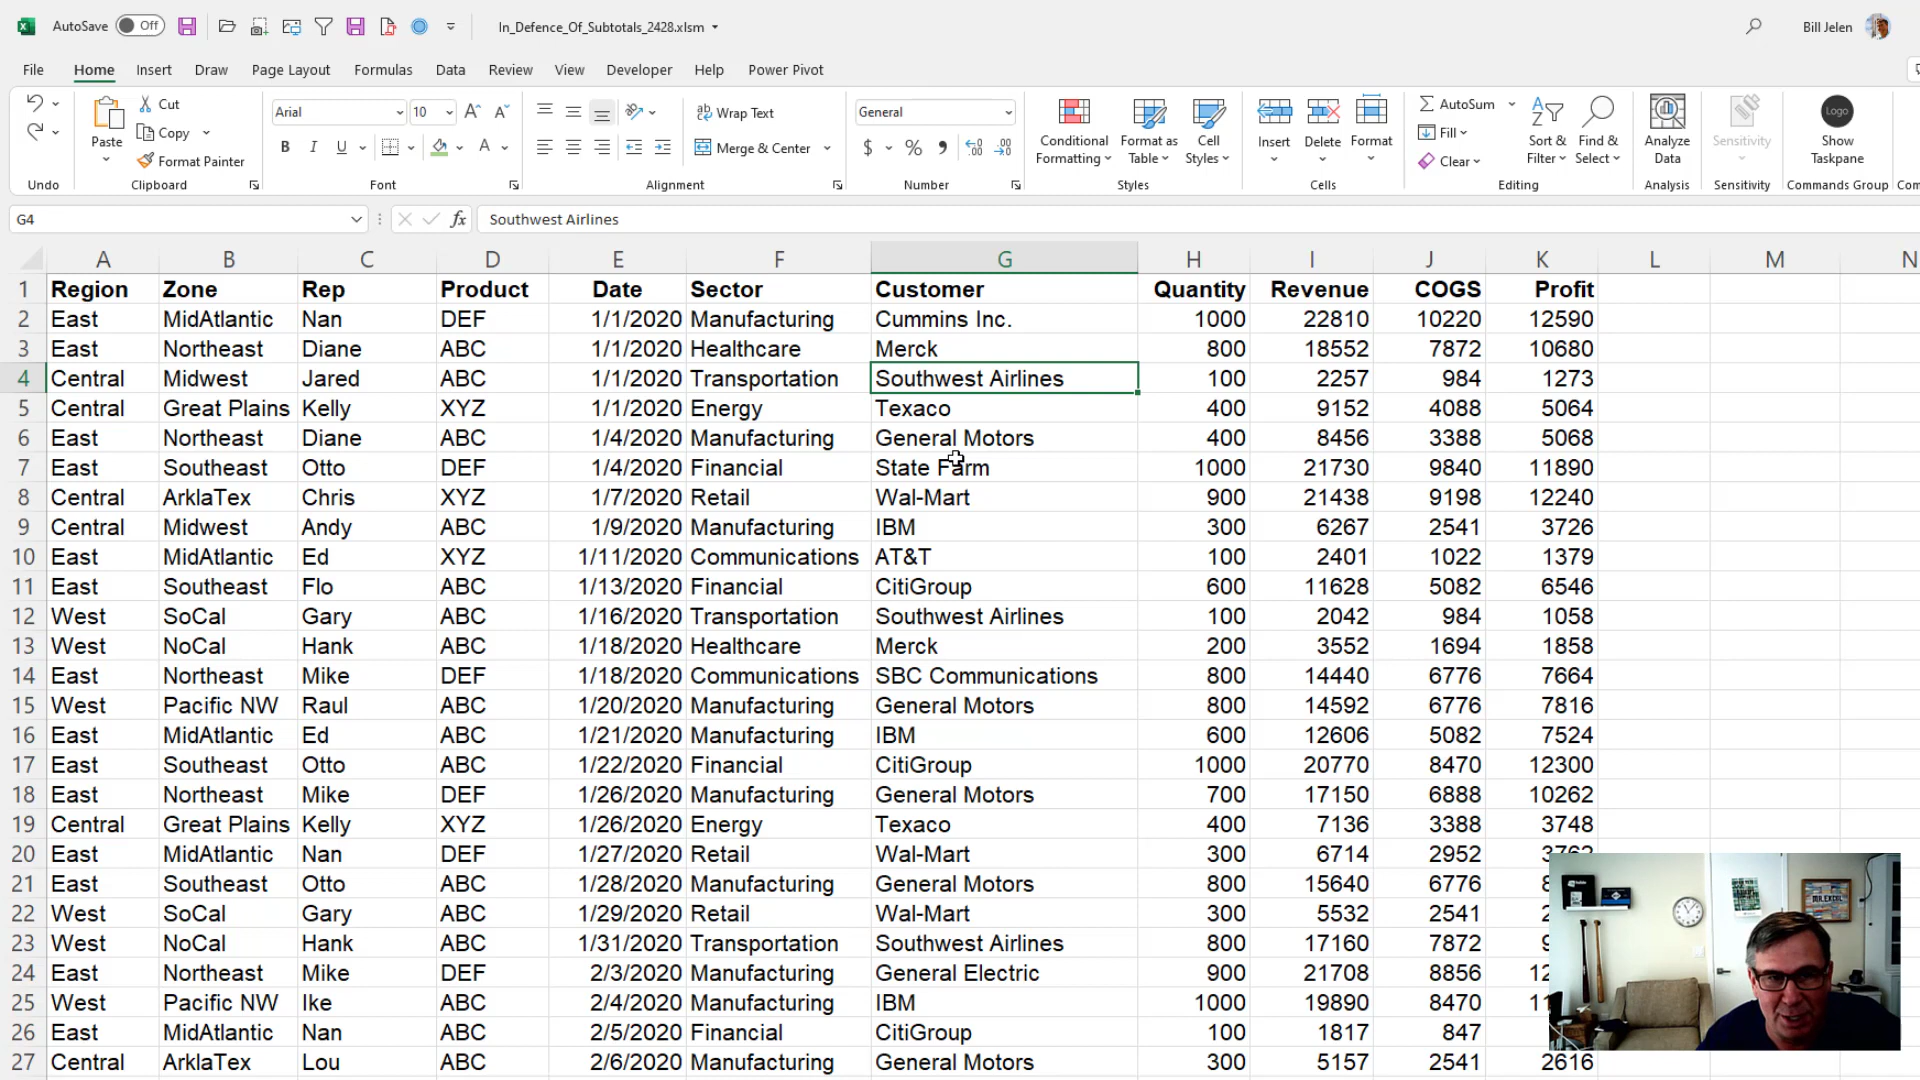 AutoSave Off In_Defence_Of_Subtotals_2428.xlsm Bill Jelen
File Home Insert Draw Page Layout Formulas Data Review View Developer Help Power Pivot
Paste Cut Copy Format Painter
Arial 10 B I U A
Wrap Text Merge & Center
General $ % ,
Conditional Formatting Format as Table Cell Styles
Insert Delete Format
AutoSum Fill Clear Sort & Filter Find & Select
Analyze Data Sensitivity Logo Show Taskpane
Undo Clipboard Font Alignment Number Styles Cells Editing Analysis Sensitivity Commands Group
G4 fx Southwest Airlines
A B C D E F G H I J K L M N
1 Region Zone Rep Product Date Sector Customer Quantity Revenue COGS Profit
2 East MidAtlantic Nan DEF 1/1/2020 Manufacturing Cummins Inc. 1000 22810 10220 12590
3 East Northeast Diane ABC 1/1/2020 Healthcare Merck 800 18552 7872 10680
4 Central Midwest Jared ABC 1/1/2020 Transportation Southwest Airlines 100 2257 984 1273
5 Central Great Plains Kelly XYZ 1/1/2020 Energy Texaco 400 9152 4088 5064
6 East Northeast Diane ABC 1/4/2020 Manufacturing General Motors 400 8456 3388 5068
7 East Southeast Otto DEF 1/4/2020 Financial State Farm 1000 21730 9840 11890
8 Central ArklaTex Chris XYZ 1/7/2020 Retail Wal-Mart 900 21438 9198 12240
9 Central Midwest Andy ABC 1/9/2020 Manufacturing IBM 300 6267 2541 3726
10 East MidAtlantic Ed XYZ 1/11/2020 Communications AT&T 100 2401 1022 1379
11 East Southeast Flo ABC 1/13/2020 Financial CitiGroup 600 11628 5082 6546
12 West SoCal Gary ABC 1/16/2020 Transportation Southwest Airlines 100 2042 984 1058
13 West NoCal Hank ABC 1/18/2020 Healthcare Merck 200 3552 1694 1858
14 East Northeast Mike DEF 1/18/2020 Communications SBC Communications 800 14440 6776 7664
15 West Pacific NW Raul ABC 1/20/2020 Manufacturing General Motors 800 14592 6776 7816
16 East MidAtlantic Ed ABC 1/21/2020 Manufacturing IBM 600 12606 5082 7524
17 East Southeast Otto ABC 1/22/2020 Financial CitiGroup 1000 20770 8470 12300
18 East Northeast Mike DEF 1/26/2020 Manufacturing General Motors 700 17150 6888 10262
19 Central Great Plains Kelly XYZ 1/26/2020 Energy Texaco 400 7136 3388 3748
20 East MidAtlantic Nan DEF 1/27/2020 Retail Wal-Mart 300 6714 2952 3762
21 East Southeast Otto ABC 1/28/2020 Manufacturing General Motors 800 15640 6776
22 West SoCal Gary ABC 1/29/2020 Retail Wal-Mart 300 5532 2541
23 West NoCal Hank ABC 1/31/2020 Transportation Southwest Airlines 800 17160 7872
24 East Northeast Mike DEF 2/3/2020 Manufacturing General Electric 900 21708 8856
25 West Pacific NW Ike ABC 2/4/2020 Manufacturing IBM 1000 19890 8470
26 East MidAtlantic Nan ABC 2/5/2020 Financial CitiGroup 100 1817 847
27 Central ArklaTex Lou ABC 2/6/2020 Manufacturing General Motors 300 5157 2541 2616
MR.EXCEL